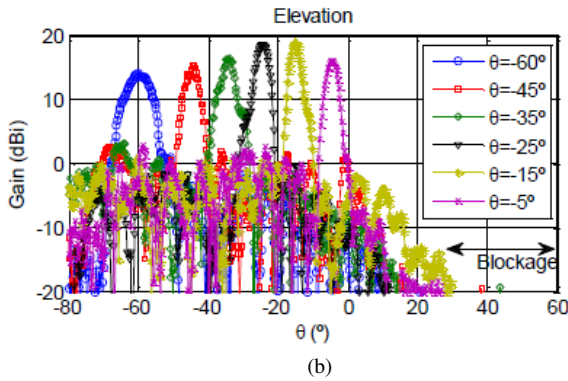 Elevation
20
10
0
-10
-20
Gain (dBi)
θ=-60º
θ=-45º
θ=-35º
θ=-25º
θ=-15º
θ=-5º
Blockage
-80 -60 -40 -20 0 20 40 60
θ (º)
(b)